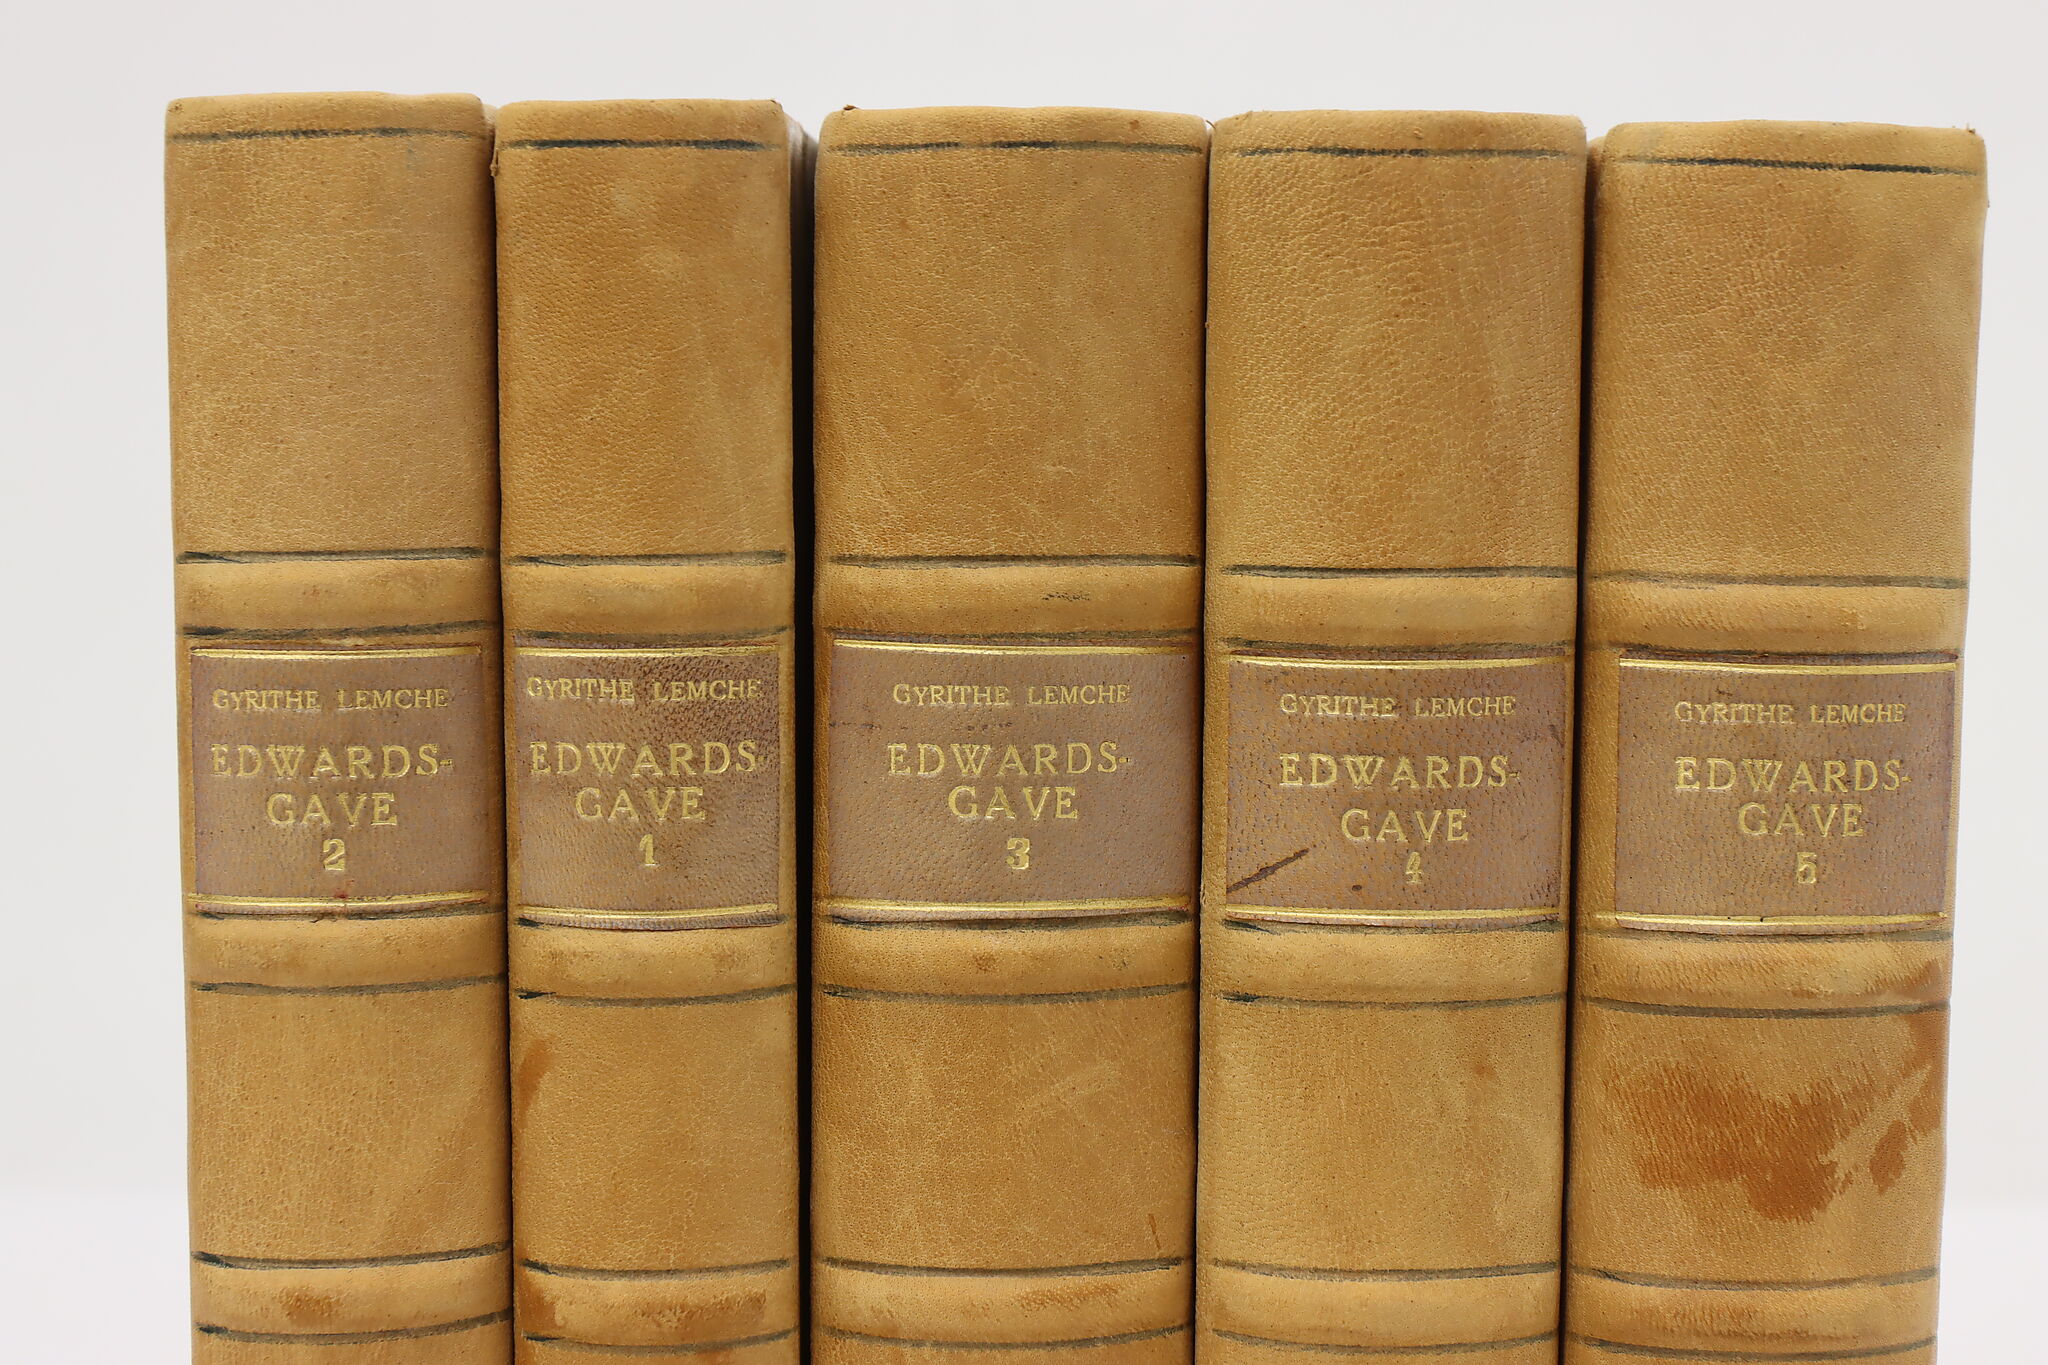 GYRITHE LEMCHE
EDWARDS-
GAVE
2
GYRITHE LEMCHE
EDWARDS-
GAVE
1
GYRITHE LEMCHE
EDWARDS-
GAVE
3
GYRITHE LEMCHE
EDWARDS-
GAVE
4
GYRITHE LEMCHE
EDWARDS-
GAVE
5